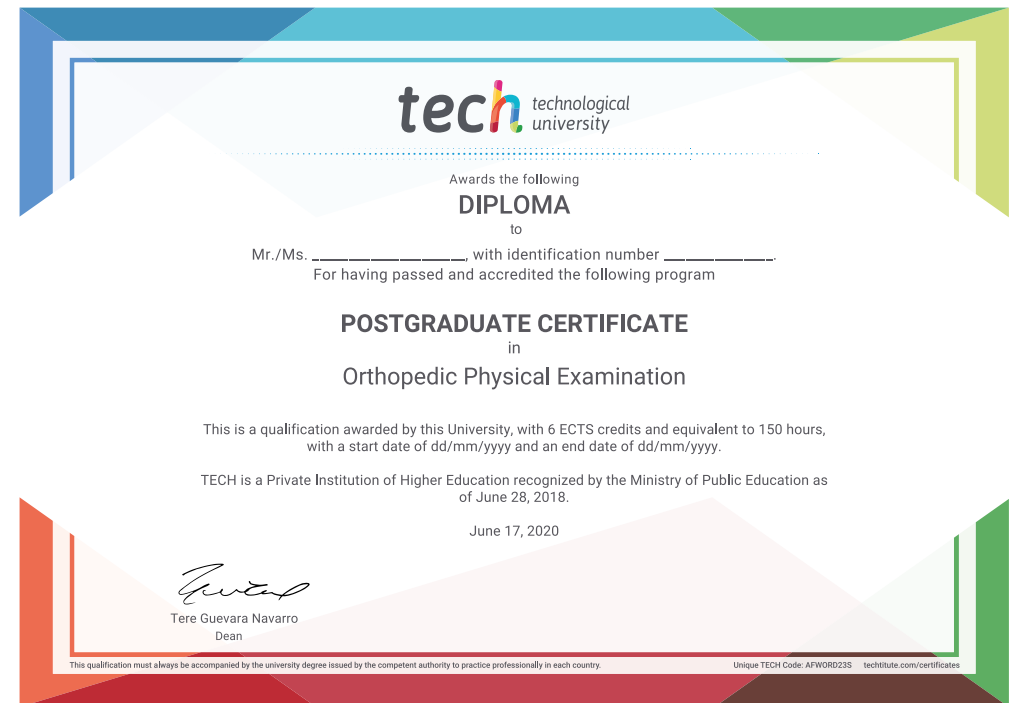 tech technological
university
Awards the following
DIPLOMA
to
Mr./Ms. ____________________, with identification number ______________.
For having passed and accredited the following program
POSTGRADUATE CERTIFICATE
in
Orthopedic Physical Examination
This is a qualification awarded by this University, with 6 ECTS credits and equivalent to 150 hours,
with a start date of dd/mm/yyyy and an end date of dd/mm/yyyy.
TECH is a Private Institution of Higher Education recognized by the Ministry of Public Education as
of June 28, 2018.
June 17, 2020
Tere Guevara Navarro
Dean
This qualification must always be accompanied by the university degree issued by the competent authority to practice professionally in each country.
Unique TECH Code: AFWORD23S techtitute.com/certificates